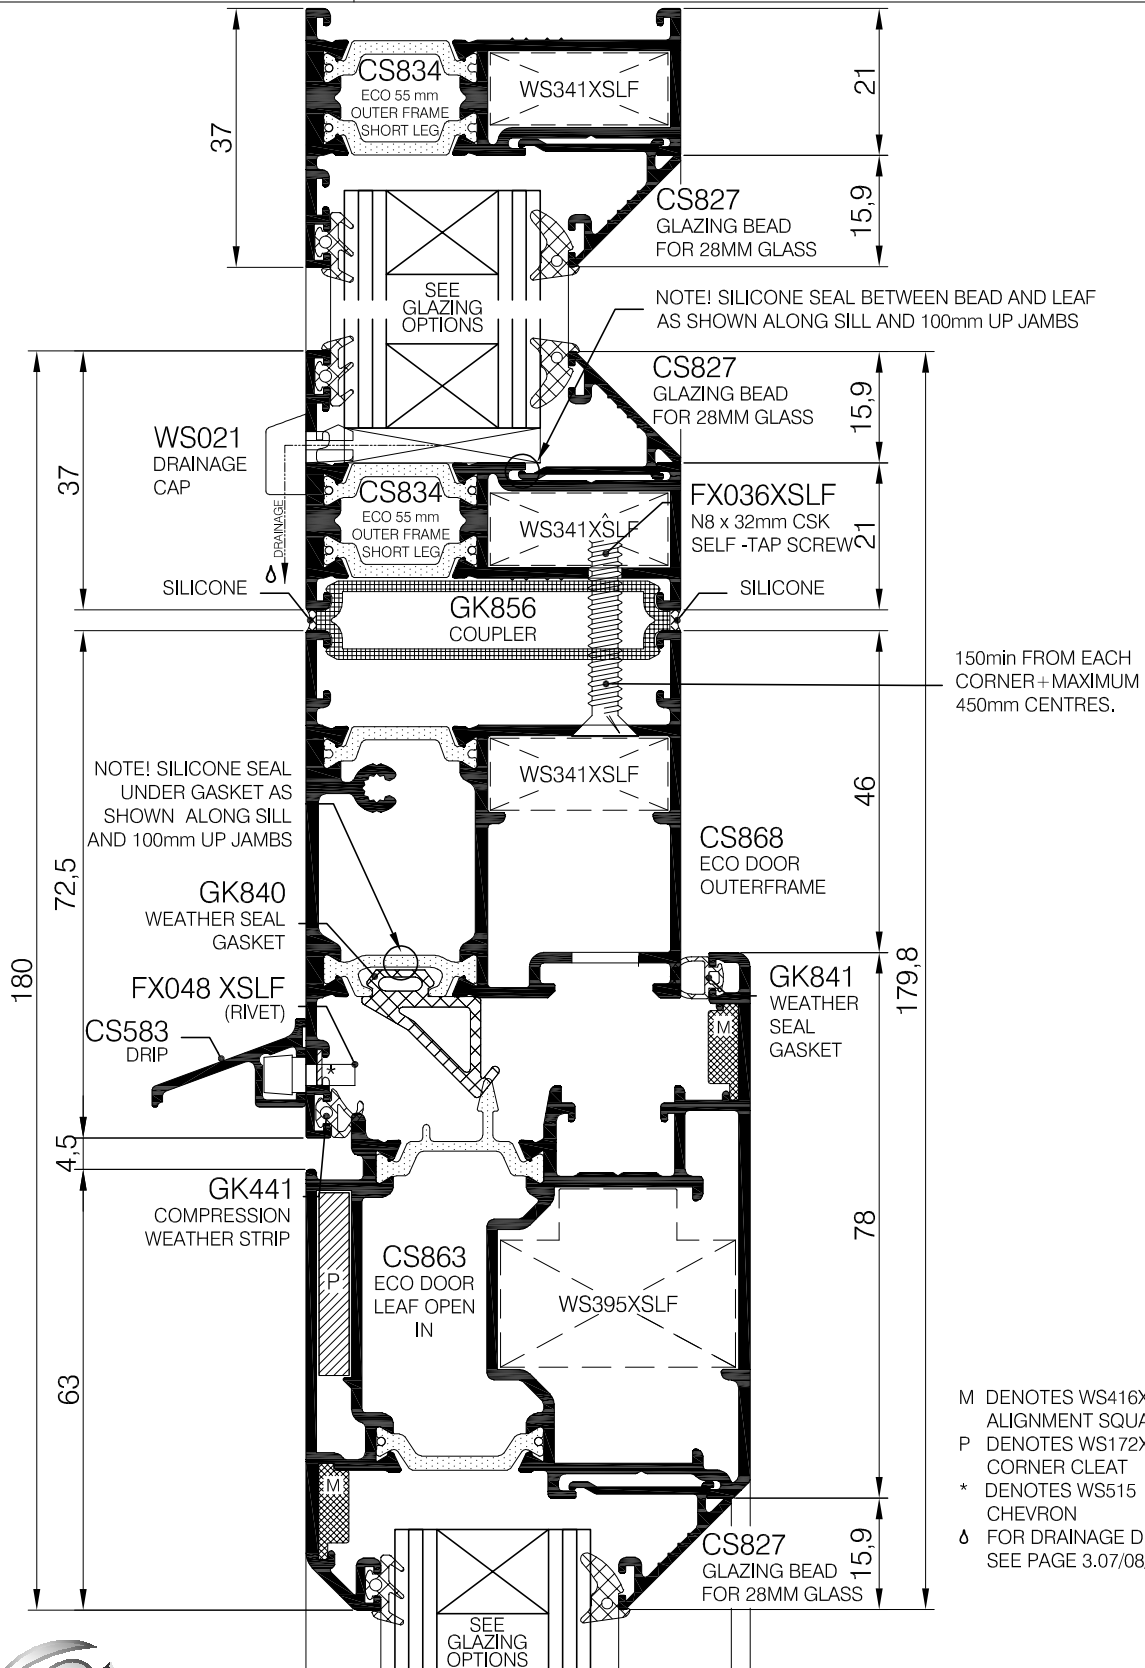 37
CS834
ECO 55 mm
OUTER FRAME
SHORT LEG
WS341XSLF
21
CS827
GLAZING BEAD
FOR 28MM GLASS
15,9
SEE
GLAZING
OPTIONS
NOTE! SILICONE SEAL BETWEEN BEAD AND LEAF
AS SHOWN ALONG SILL AND 100mm UP JAMBS
CS827
GLAZING BEAD
FOR 28MM GLASS
15,9
37
WS021
DRAINAGE
CAP
DRAINAGE
CS834
ECO 55 mm
OUTER FRAME
SHORT LEG
WS341XSLF
FX036XSLF
N8 x 32mm CSK
SELF -TAP SCREW
21
SILICONE
GK856
COUPLER
SILICONE
150min FROM EACH
CORNER+MAXIMUM
450mm CENTRES.
NOTE! SILICONE SEAL
UNDER GASKET AS
SHOWN ALONG SILL
AND 100mm UP JAMBS
WS341XSLF
46
CS868
ECO DOOR
OUTERFRAME
72,5
GK840
WEATHER SEAL
GASKET
180
FX048 XSLF
(RIVET)
179,8
GK841
WEATHER
SEAL
GASKET
M
CS583
DRIP
*
4,5
GK441
COMPRESSION
WEATHER STRIP
P
CS863
ECO DOOR
LEAF OPEN
IN
WS395XSLF
78
63
M
M DENOTES WS416X
ALIGNMENT SQUA
P DENOTES WS172X
CORNER CLEAT
* DENOTES WS515
CHEVRON
FOR DRAINAGE D
SEE PAGE 3.07/08
CS827
GLAZING BEAD
FOR 28MM GLASS
15,9
SEE
GLAZING
OPTIONS